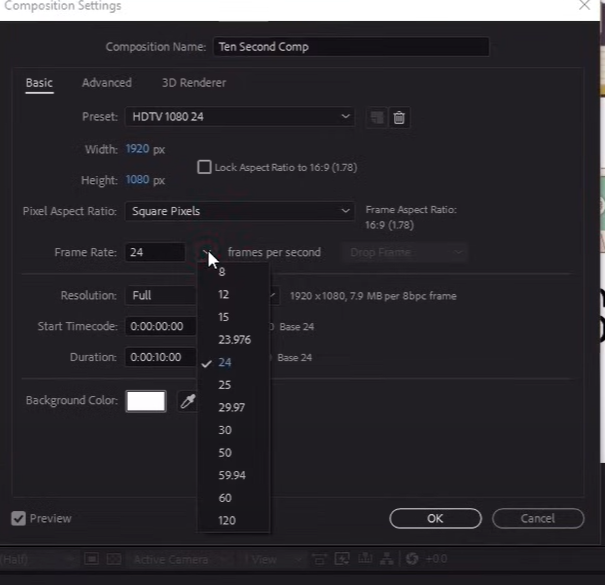 Composition Settings
Composition Name: Ten Second Comp
Basic Advanced 3D Renderer
Preset: HDTV 1080 24
Width: 1920 px
Lock Aspect Ratio to 16:9 (1.78)
Height: 1080 px
Pixel Aspect Ratio: Square Pixels
Frame Aspect Ratio:
16:9 (1.78)
Frame Rate: 24 frames per second Drop Frame
8
12
15
23.976
24
25
29.97
30
50
59.94
60
120
Resolution: Full 1920 x 1080, 7.9 MB per 8bpc frame
Start Timecode: 0:00:00:00 Base 24
Duration: 0:00:10:00 Base 24
Background Color:
Preview OK Cancel
(Half) Active Camera 1 View +0.0